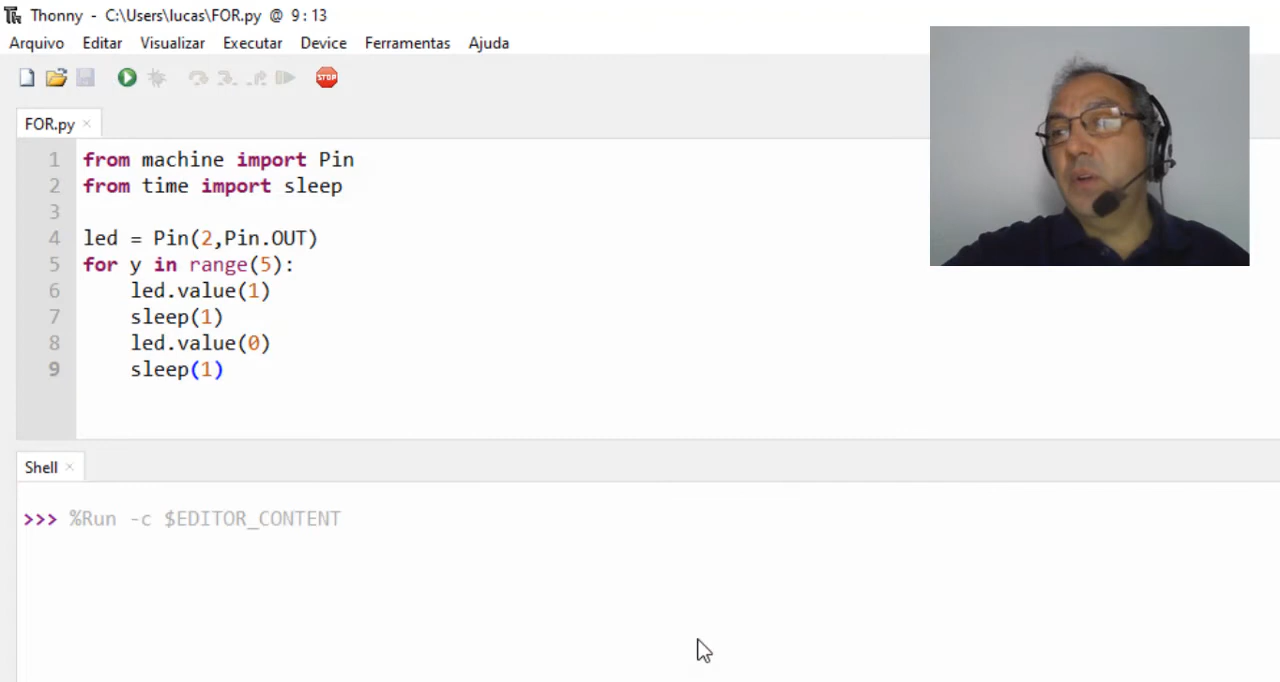 Thonny - C:\Users\lucas\FOR.py @ 9:13
Arquivo Editar Visualizar Executar Device Ferramentas Ajuda
STOP
FOR.py ×
1 from machine import Pin
2 from time import sleep
3
4 led = Pin(2,Pin.OUT)
5 for y in range(5):
6     led.value(1)
7     sleep(1)
8     led.value(0)
9     sleep(1)
Shell ×
>>> %Run -c $EDITOR_CONTENT